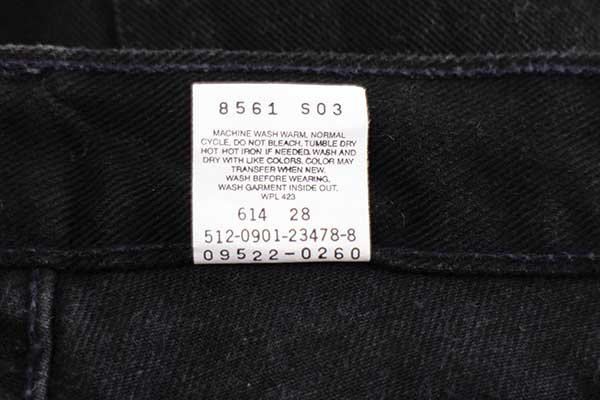 8561 S03
MACHINE WASH WARM, NORMAL
CYCLE. DO NOT BLEACH, TUMBLE DRY
HOT HOT IRON IF NEEDED. WASH AND
DRY WITH LIKE COLORS. COLOR MAY
TRANSFER WHEN NEW.
WASH BEFORE WEARING.
WASH GARMENT INSIDE OUT.
WPL 423
614 28
512-0901-23478-8
09522-0260